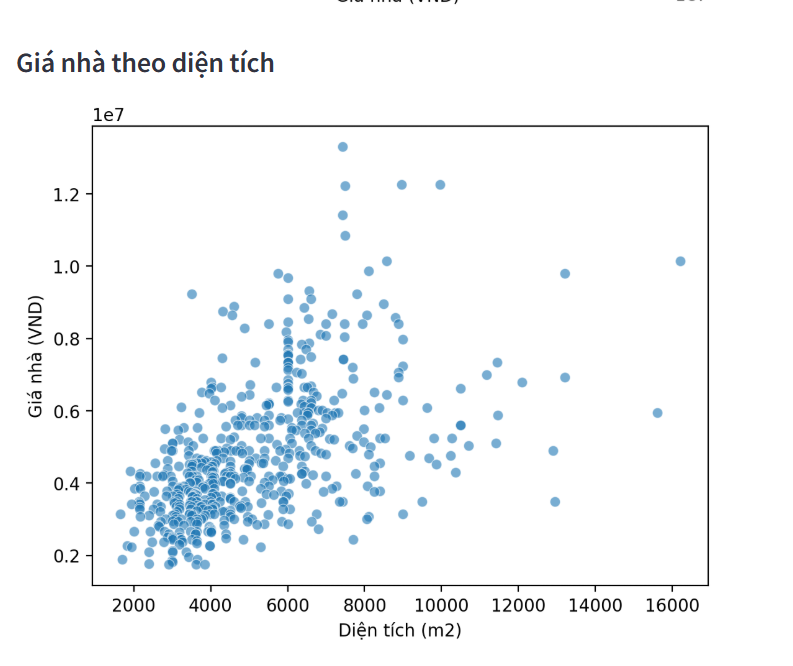 Giá nhà theo diện tích
1e7
1.2
1.0
0.8
0.6
0.4
0.2
Giá nhà (VND)
2000 4000 6000 8000 10000 12000 14000 16000
Diện tích (m2)